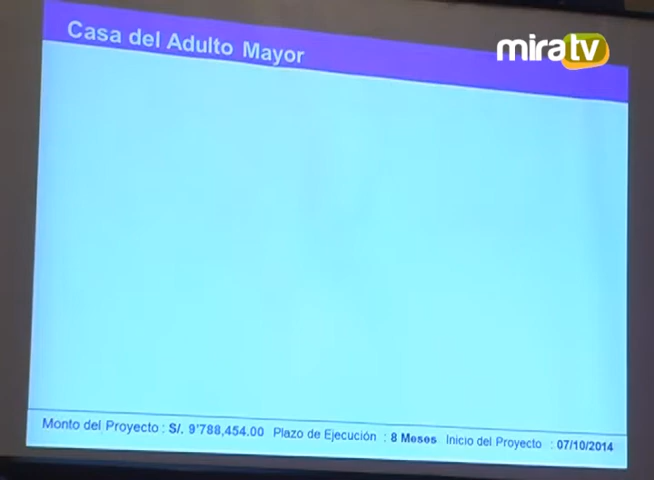 Casa del Adulto Mayor
miratv
Monto del Proyecto : S/. 9'788,454.00 Plazo de Ejecución : 8 Meses Inicio del Proyecto : 07/10/2014